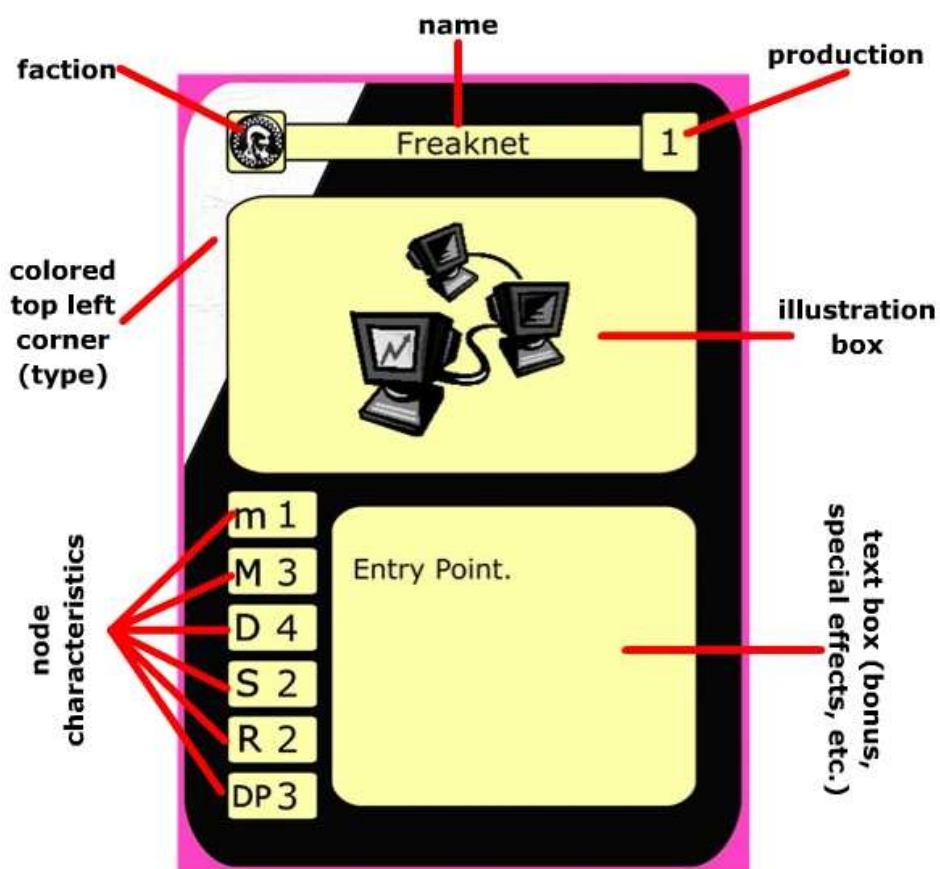 name
faction
production
Freaknet
1
colored
top left
corner
(type)
illustration
box
m 1
M 3
D 4
S 2
R 2
DP 3
Entry Point.
node
characteristics
text box (bonus,
special effects, etc.)